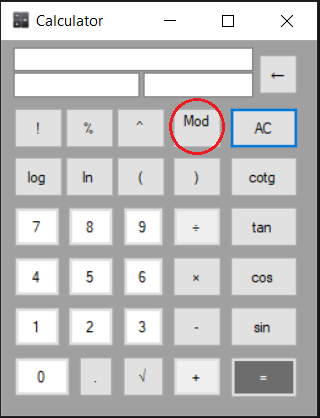 Calculator
←
! % ^ Mod AC
log ln ( ) cotg
7 8 9 ÷ tan
4 5 6 × cos
1 2 3 - sin
0 . √ + =